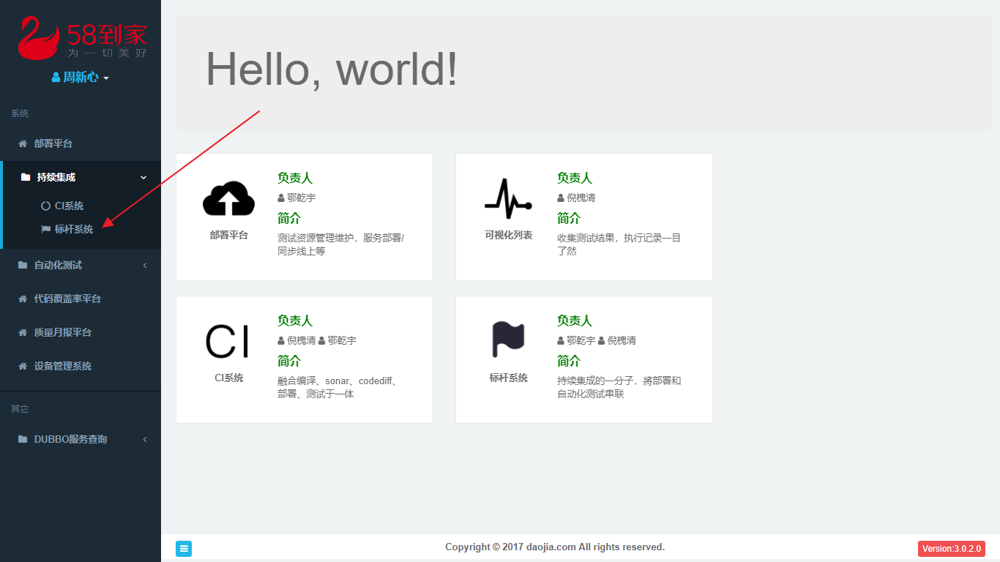 58到家
为一切美好
周新心
系统
部署平台
持续集成
CI系统
标杆系统
自动化测试
代码覆盖率平台
质量月报平台
设备管理系统
其它
DUBBO服务查询
Hello, world!
部署平台
负责人
鄂乾宇
简介
测试资源管理维护，服务部署/
同步线上等
可视化列表
负责人
倪槐清
简介
收集测试结果，执行记录一目
了然
CI系统
负责人
倪槐清 鄂乾宇
简介
融合编译、sonar、codediff、
部署、测试于一体
标杆系统
负责人
鄂乾宇 倪槐清
简介
持续集成的一分子，将部署和
自动化测试串联
Copyright © 2017 daojia.com All rights reserved.
Version:3.0.2.0